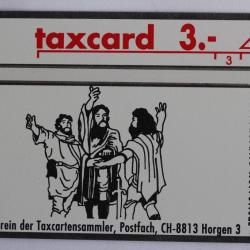 taxcard 3.-
3
rein der Taxcartensammler, Postfach, CH-8813 Horgen 3